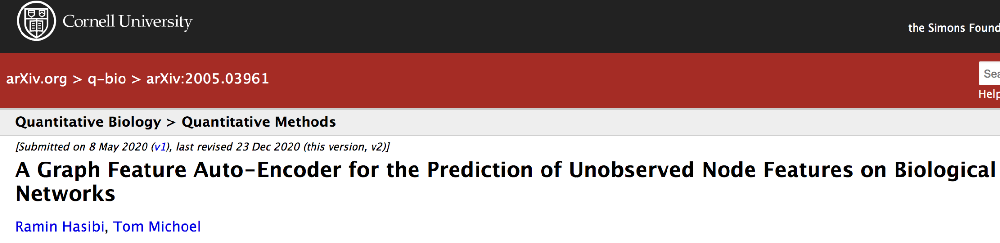 Cornell University
the Simons Found
arXiv.org > q-bio > arXiv:2005.03961
Sea
Help
Quantitative Biology > Quantitative Methods
[Submitted on 8 May 2020 (v1), last revised 23 Dec 2020 (this version, v2)]
A Graph Feature Auto-Encoder for the Prediction of Unobserved Node Features on Biological
Networks
Ramin Hasibi, Tom Michoel